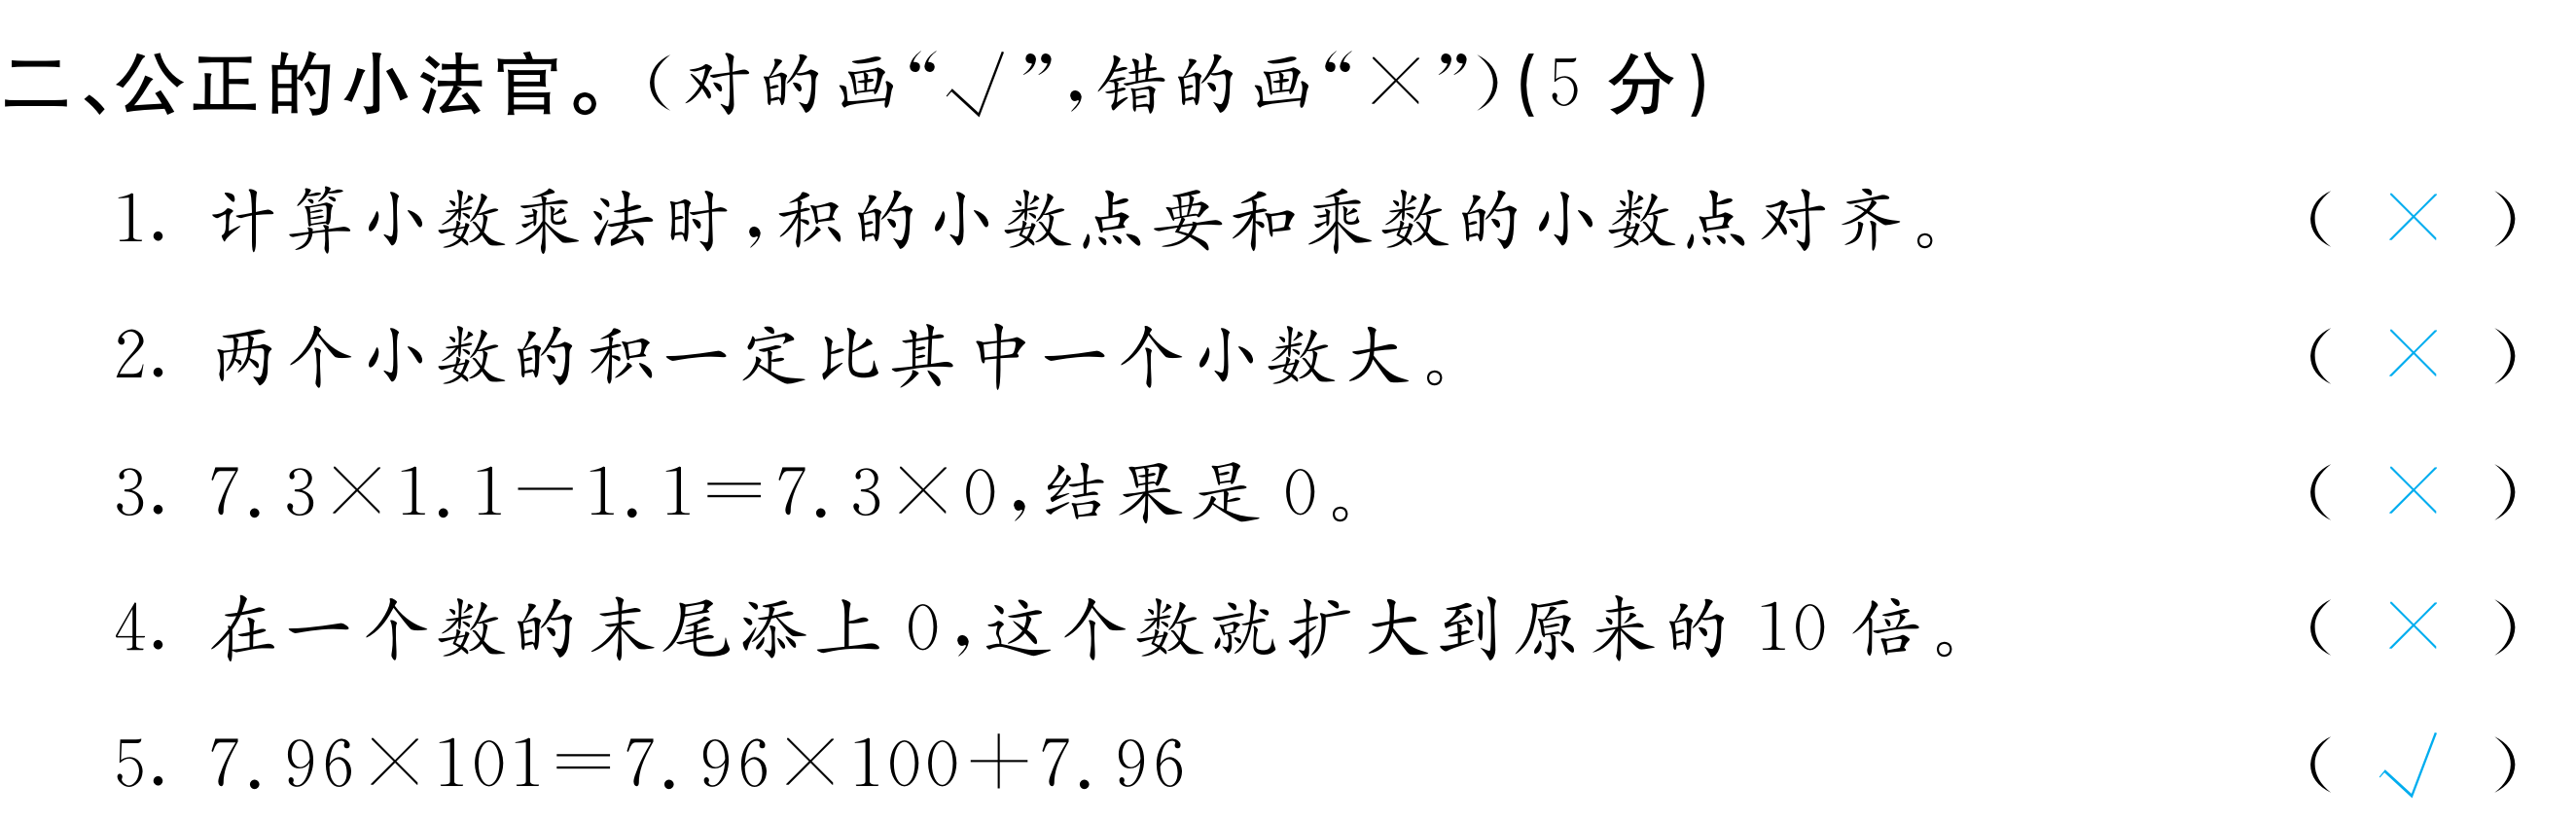 二、公正的小法官。(对的画“√”,错的画“×”)(5 分)
1. 计算小数乘法时,积的小数点要和乘数的小数点对齐。 ( × )
2. 两个小数的积一定比其中一个小数大。 ( × )
3. 7.3×1.1-1.1=7.3×0,结果是 0。 ( × )
4. 在一个数的末尾添上 0,这个数就扩大到原来的 10 倍。 ( × )
5. 7.96×101=7.96×100+7.96 ( √ )